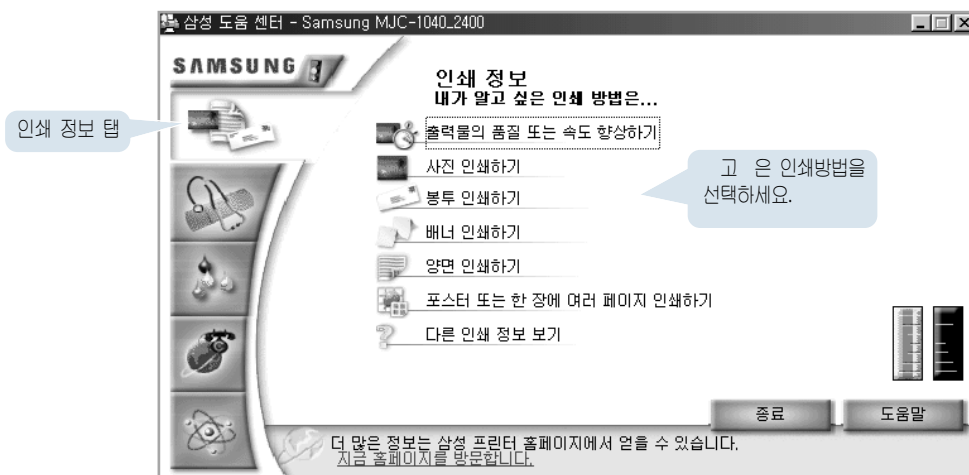 삼성 도움 센터 - Samsung MJC-1040_2400
SAMSUNG
인쇄 정보
내가 알고 싶은 인쇄 방법은...
인쇄 정보 탭
출력물의 품질 또는 속도 향상하기
사진 인쇄하기
고 은 인쇄방법을
선택하세요.
봉투 인쇄하기
배너 인쇄하기
양면 인쇄하기
포스터 또는 한 장에 여러 페이지 인쇄하기
다른 인쇄 정보 보기
종료
도움말
더 많은 정보는 삼성 프린터 홈페이지에서 얻을 수 있습니다.
지금 홈페이지를 방문합니다.